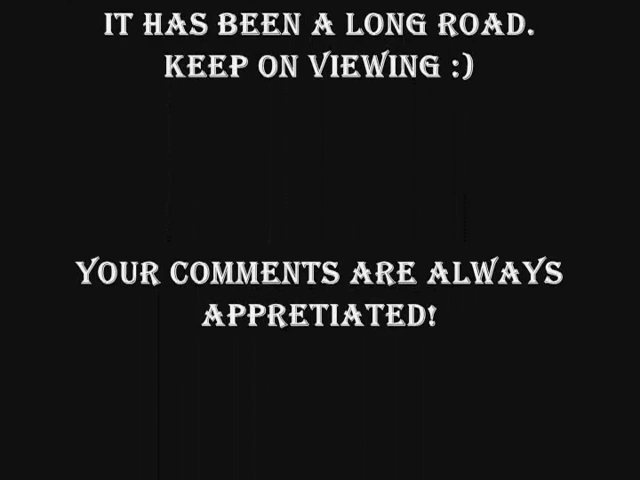 IT HAS BEEN A LONG ROAD.
KEEP ON VIEWING :)
YOUR COMMENTS ARE ALWAYS
APPRETIATED!